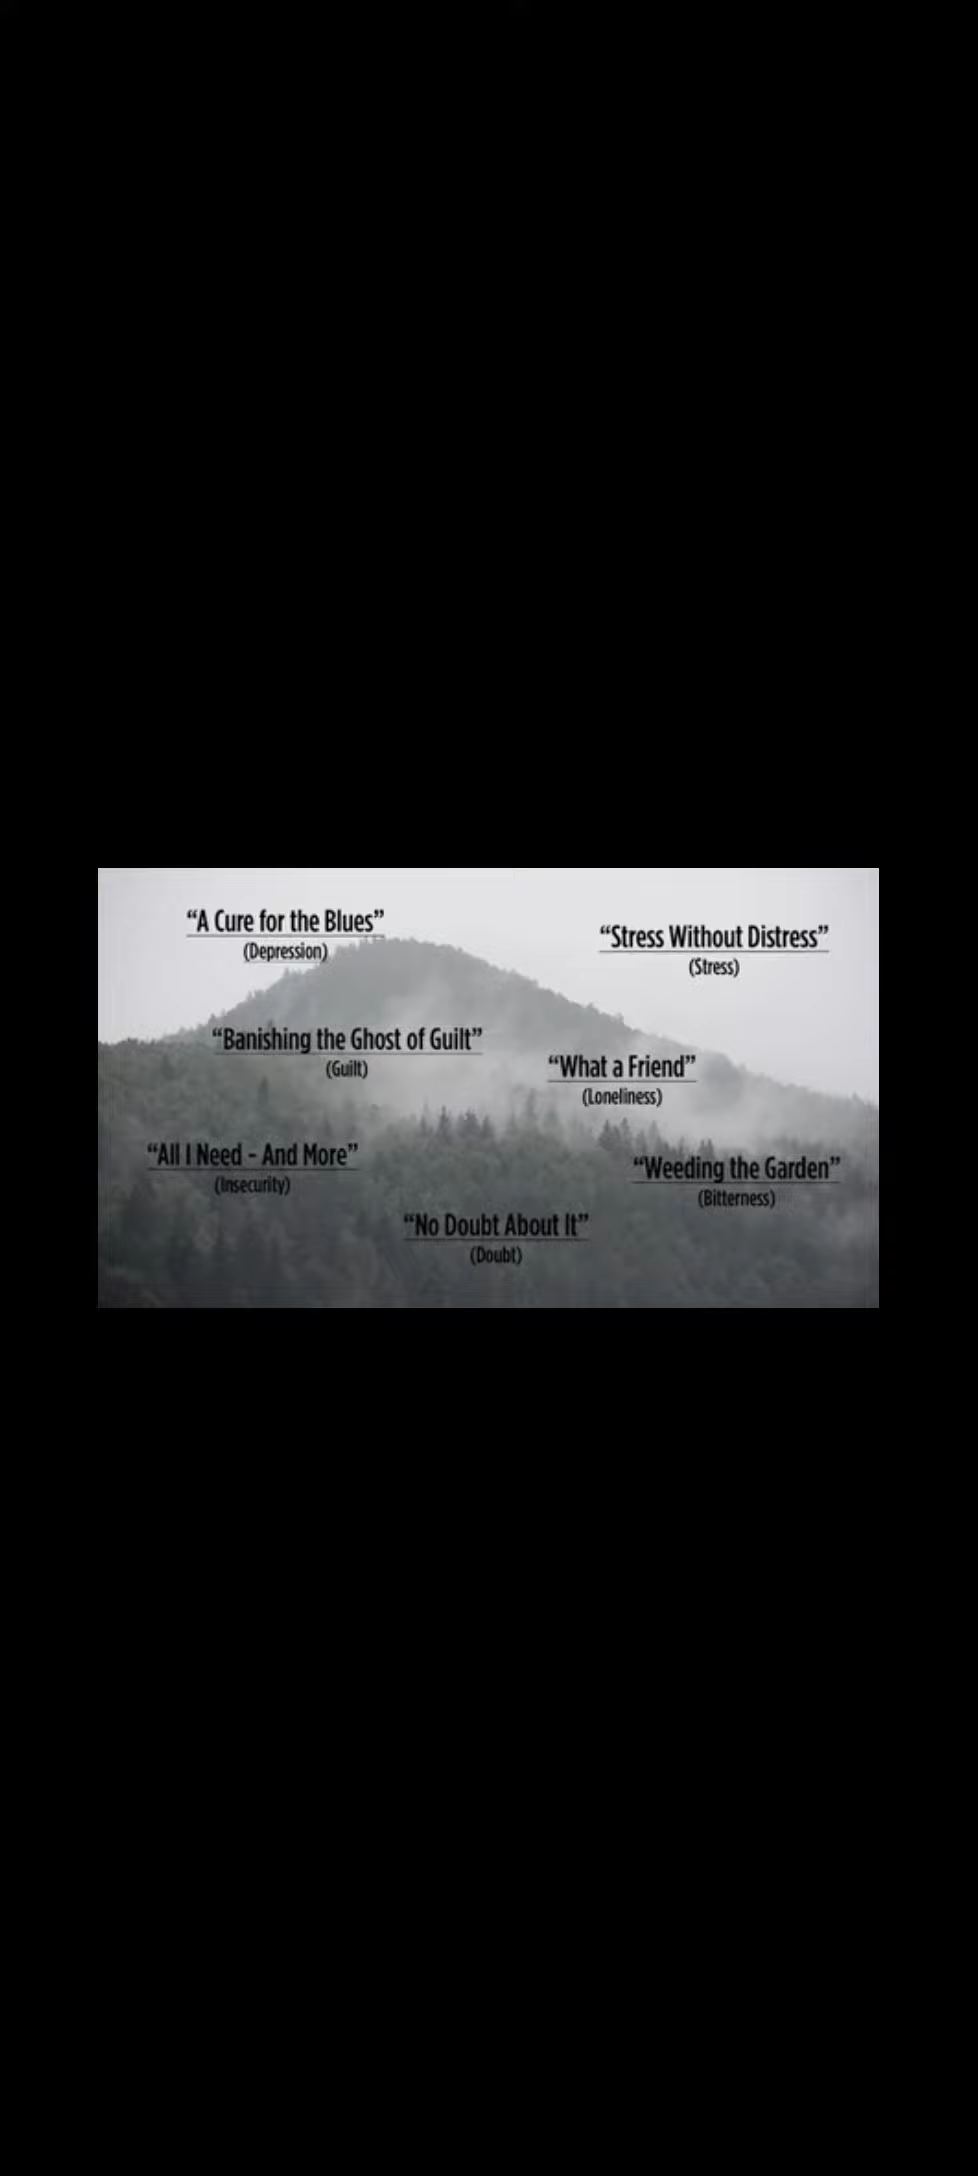 “A Cure for the Blues”
(Depression)
“Stress Without Distress”
(Stress)
“Banishing the Ghost of Guilt”
(Guilt)
“What a Friend”
(Loneliness)
“All I Need – And More”
(Insecurity)
“Weeding the Garden”
(Bitterness)
“No Doubt About It”
(Doubt)